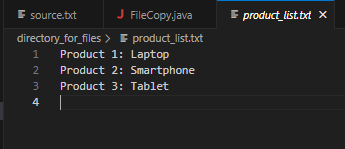 source.txt FileCopy.java product_list.txt
directory_for_files > product_list.txt
1 Product 1: Laptop
2 Product 2: Smartphone
3 Product 3: Tablet
4